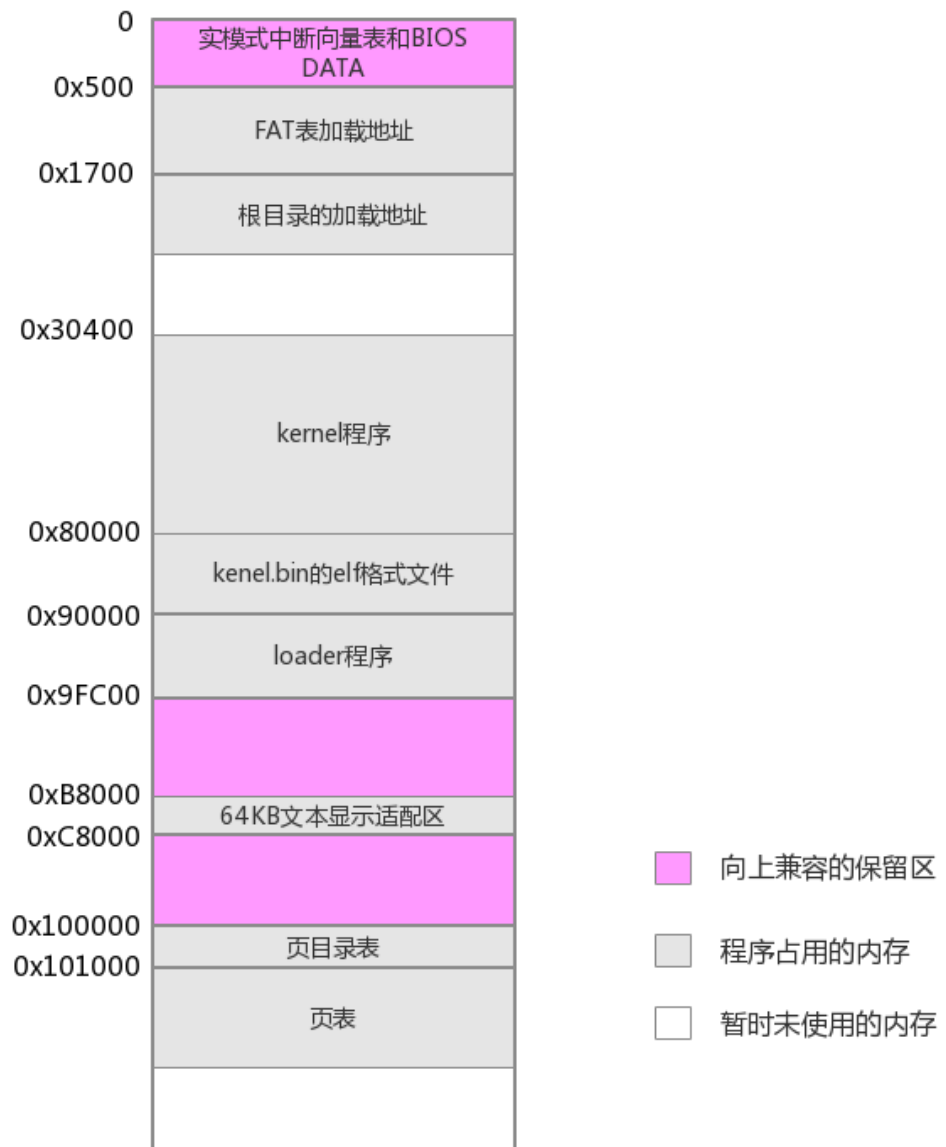 0
实模式中断向量表和BIOS
DATA
0x500
FAT表加载地址
0x1700
根目录的加载地址
0x30400
kernel程序
0x80000
kenel.bin的elf格式文件
0x90000
loader程序
0x9FC00
0xB8000
64KB文本显示适配区
0xC8000
向上兼容的保留区
0x100000
页目录表
程序占用的内存
0x101000
页表
暂时未使用的内存